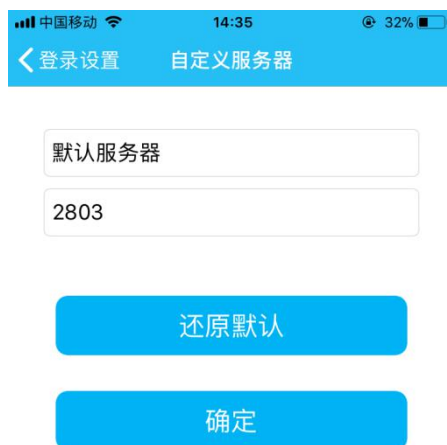 中国移动 14:35 32%
登录设置 自定义服务器
默认服务器
2803
还原默认
确定